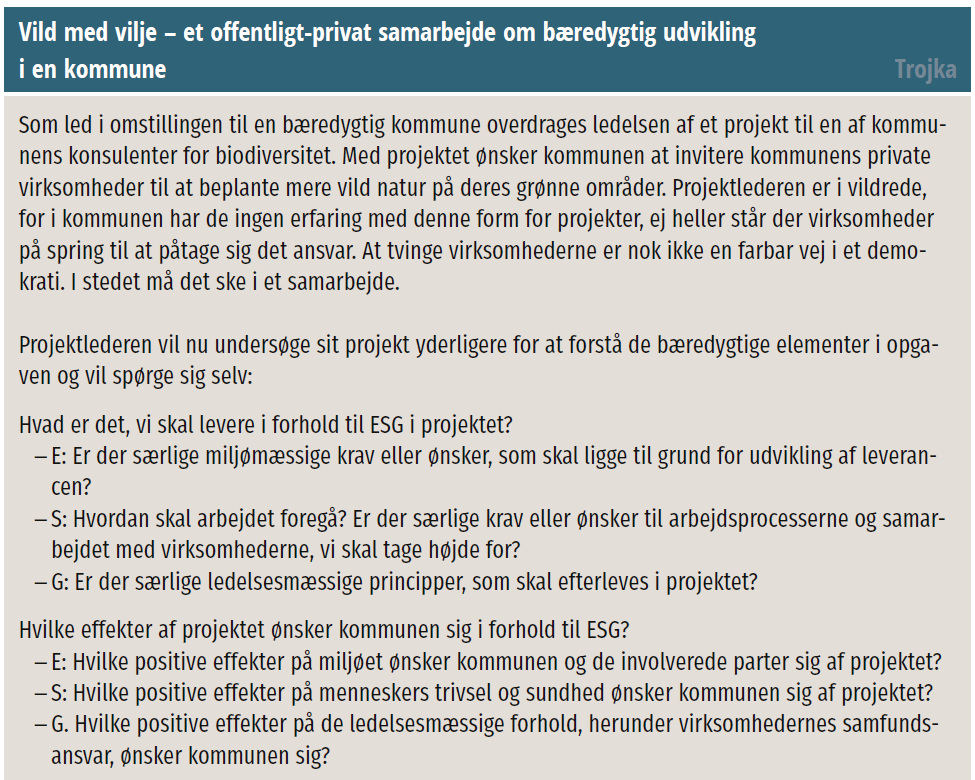 Vild med vilje – et offentligt-privat samarbejde om bæredygtig udvikling
i en kommune Trojka
Som led i omstillingen til en bæredygtig kommune overdrages ledelsen af et projekt til en af kommu-
nens konsulenter for biodiversitet. Med projektet ønsker kommunen at invitere kommunens private
virksomheder til at beplante mere vild natur på deres grønne områder. Projektlederen er i vildrede,
for i kommunen har de ingen erfaring med denne form for projekter, ej heller står der virksomheder
på spring til at påtage sig det ansvar. At tvinge virksomhederne er nok ikke en farbar vej i et demo-
krati. I stedet må det ske i et samarbejde.
Projektlederen vil nu undersøge sit projekt yderligere for at forstå de bæredygtige elementer i opga-
ven og vil spørge sig selv:
Hvad er det, vi skal levere i forhold til ESG i projektet?
– E: Er der særlige miljømæssige krav eller ønsker, som skal ligge til grund for udvikling af leveran-
cen?
– S: Hvordan skal arbejdet foregå? Er der særlige krav eller ønsker til arbejdsprocesserne og samar-
bejdet med virksomhederne, vi skal tage højde for?
– G: Er der særlige ledelsesmæssige principper, som skal efterleves i projektet?
Hvilke effekter af projektet ønsker kommunen sig i forhold til ESG?
– E: Hvilke positive effekter på miljøet ønsker kommunen og de involverede parter sig af projektet?
– S: Hvilke positive effekter på menneskers trivsel og sundhed ønsker kommunen sig af projektet?
– G. Hvilke positive effekter på de ledelsesmæssige forhold, herunder virksomhedernes samfunds-
ansvar, ønsker kommunen sig?